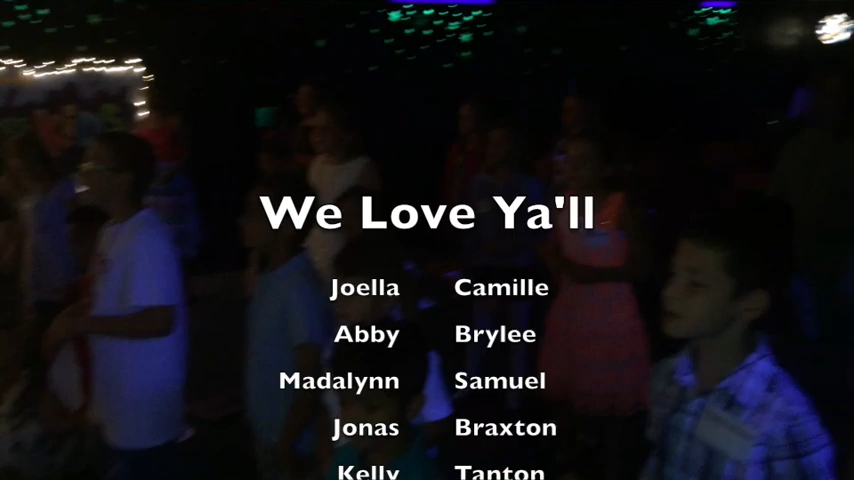 We Love Ya'll
Joella Camille
Abby Brylee
Madalynn Samuel
Jonas Braxton
Kelly Tanton